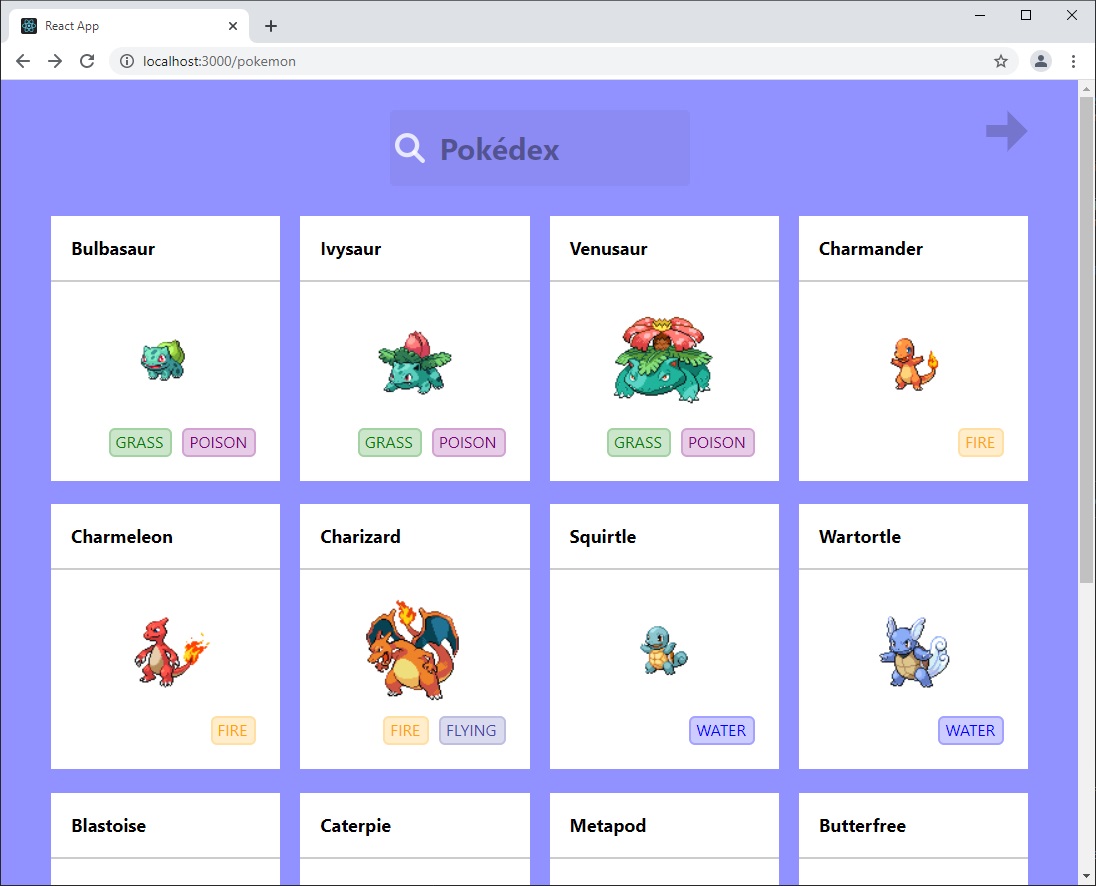 React App
localhost:3000/pokemon
Pokédex
Bulbasaur
Ivysaur
Venusaur
Charmander
GRASS POISON
GRASS POISON
GRASS POISON
FIRE
Charmeleon
Charizard
Squirtle
Wartortle
FIRE
FIRE FLYING
WATER
WATER
Blastoise
Caterpie
Metapod
Butterfree